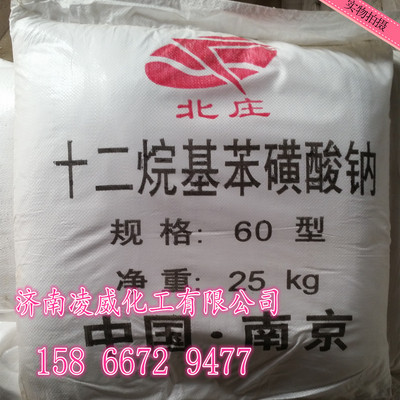 实物拍摄
北庄
十二烷基苯磺酸钠
规格: 60 型
净重: 25 kg
济南凌威化工有限公司
中国·南京
158 6672 9477